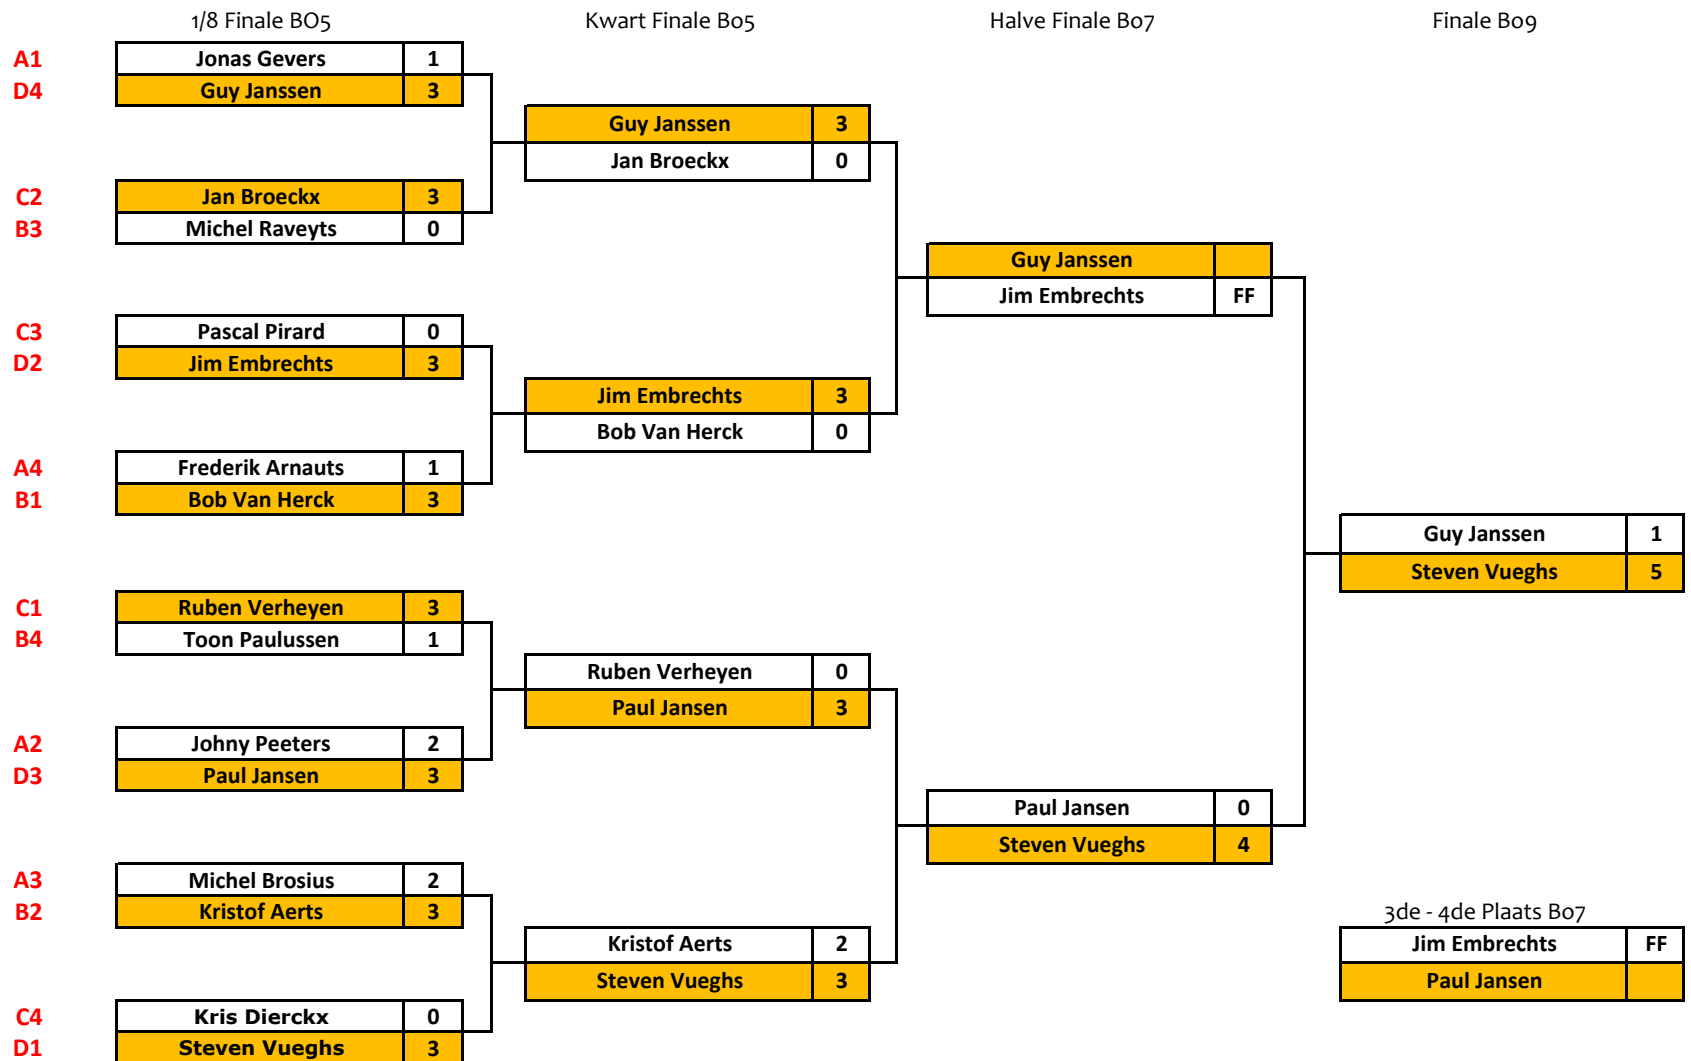 1/8 Finale BO5 Kwart Finale Bo5 Halve Finale Bo7 Finale Bo9
A1 Jonas Gevers 1
D4 Guy Janssen 3
Guy Janssen 3
Jan Broeckx 0
C2 Jan Broeckx 3
B3 Michel Raveyts 0
Guy Janssen
Jim Embrechts FF
C3 Pascal Pirard 0
D2 Jim Embrechts 3
Jim Embrechts 3
Bob Van Herck 0
A4 Frederik Arnauts 1
B1 Bob Van Herck 3
Guy Janssen 1
Steven Vueghs 5
C1 Ruben Verheyen 3
B4 Toon Paulussen 1
Ruben Verheyen 0
Paul Jansen 3
A2 Johny Peeters 2
D3 Paul Jansen 3
Paul Jansen 0
Steven Vueghs 4
A3 Michel Brosius 2
B2 Kristof Aerts 3
3de - 4de Plaats Bo7
Kristof Aerts 2
Steven Vueghs 3
Jim Embrechts FF
Paul Jansen
C4 Kris Dierckx 0
D1 Steven Vueghs 3